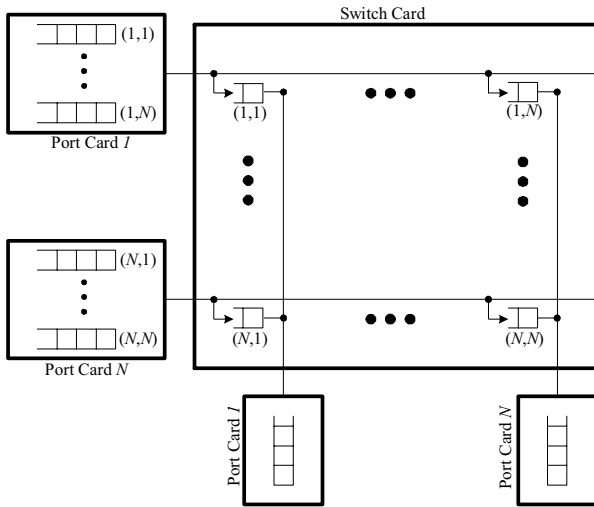 Switch Card
(1,1)
(1,N)
Port Card 1
(1,1)
(1,N)
(N,1)
(N,N)
Port Card N
(N,1)
(N,N)
Port Card 1
Port Card N